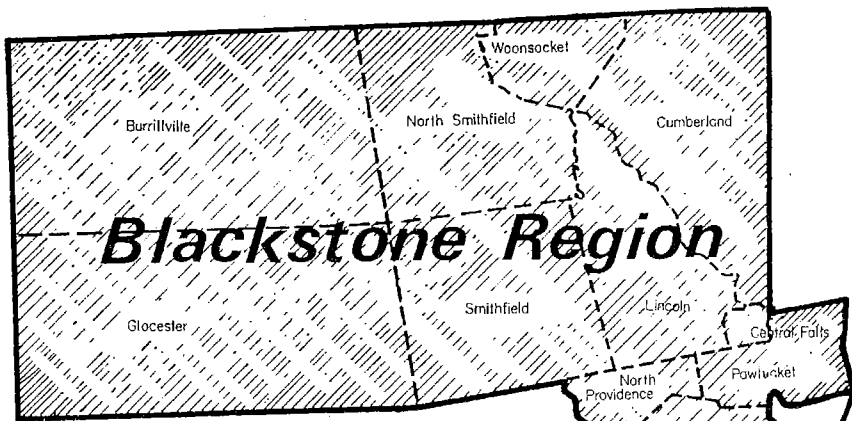 Woonsocket
Burrillville
North Smithfield
Cumberland
Blackstone Region
Glocester
Smithfield
Lincoln
Central Falls
North
Providence
Pawtucket